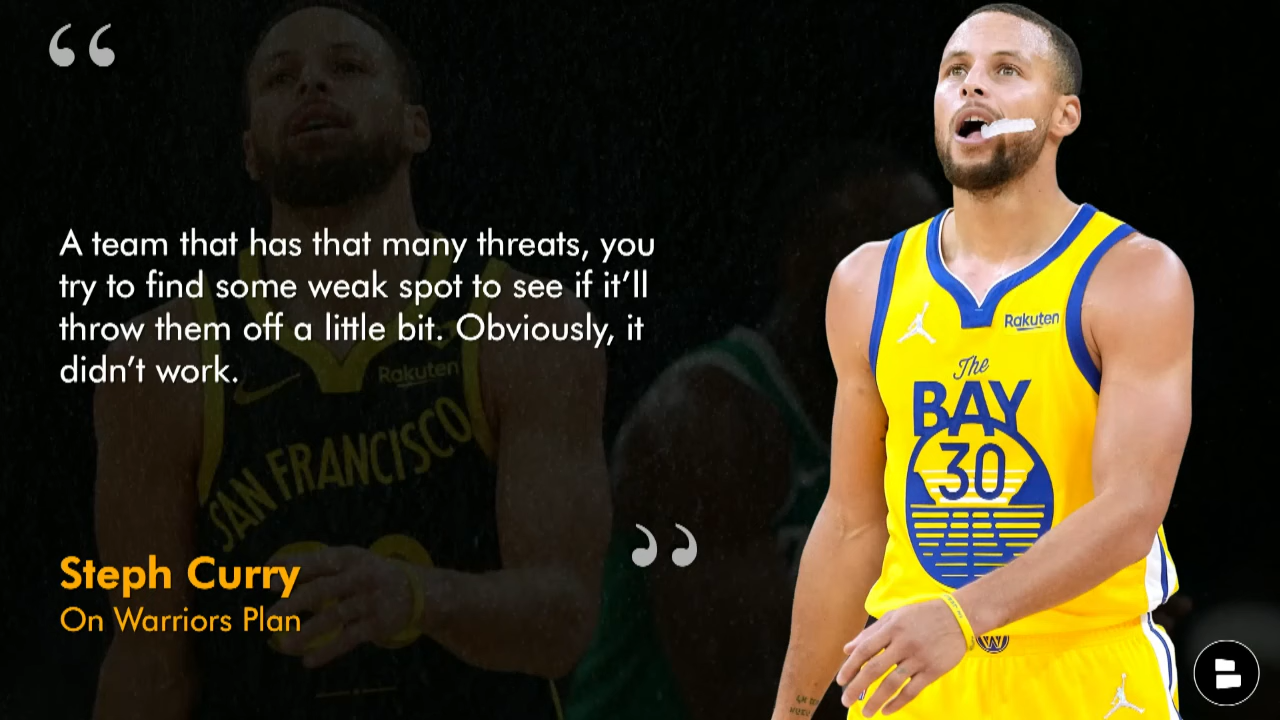 “
A team that has that many threats, you
try to find some weak spot to see if it’ll
throw them off a little bit. Obviously, it
didn’t work.
”
Steph Curry
On Warriors Plan
Rakuten
SAN FRANCISCO
Rakuten
The
BAY
30
W